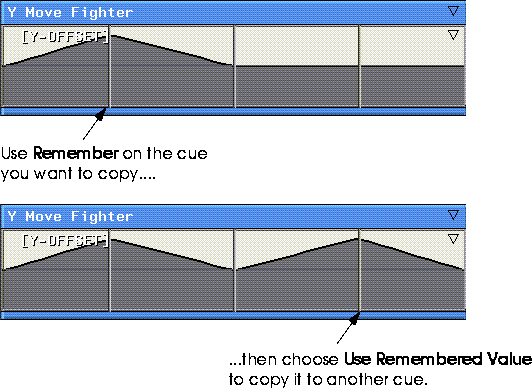 Y Move Fighter
[Y-OFFSET]
Use Remember on the cue
you want to copy....
Y Move Fighter
[Y-OFFSET]
...then choose Use Remembered Value
to copy it to another cue.